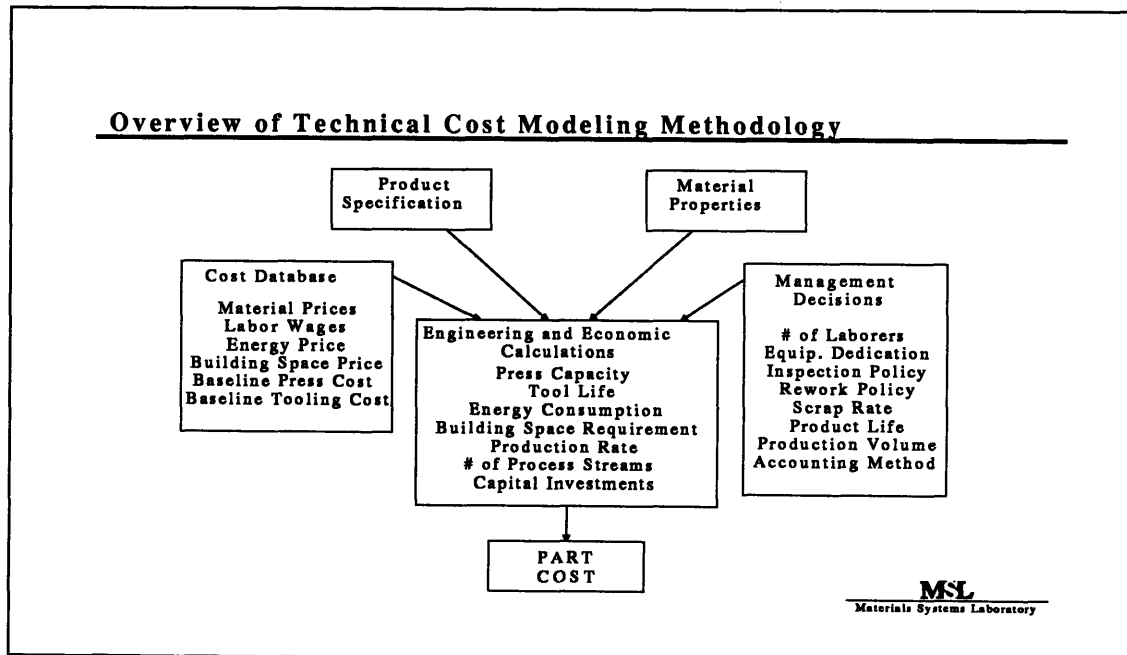 Overview of Technical Cost Modeling Methodology
Product
Specification
Material
Properties
Cost Database
Material Prices
Labor Wages
Energy Price
Building Space Price
Baseline Press Cost
Baseline Tooling Cost
Engineering and Economic
Calculations
Press Capacity
Tool Life
Energy Consumption
Building Space Requirement
Production Rate
# of Process Streams
Capital Investments
Management
Decisions
# of Laborers
Equip. Dedication
Inspection Policy
Rework Policy
Scrap Rate
Product Life
Production Volume
Accounting Method
PART
COST
MSL
Materials Systems Laboratory